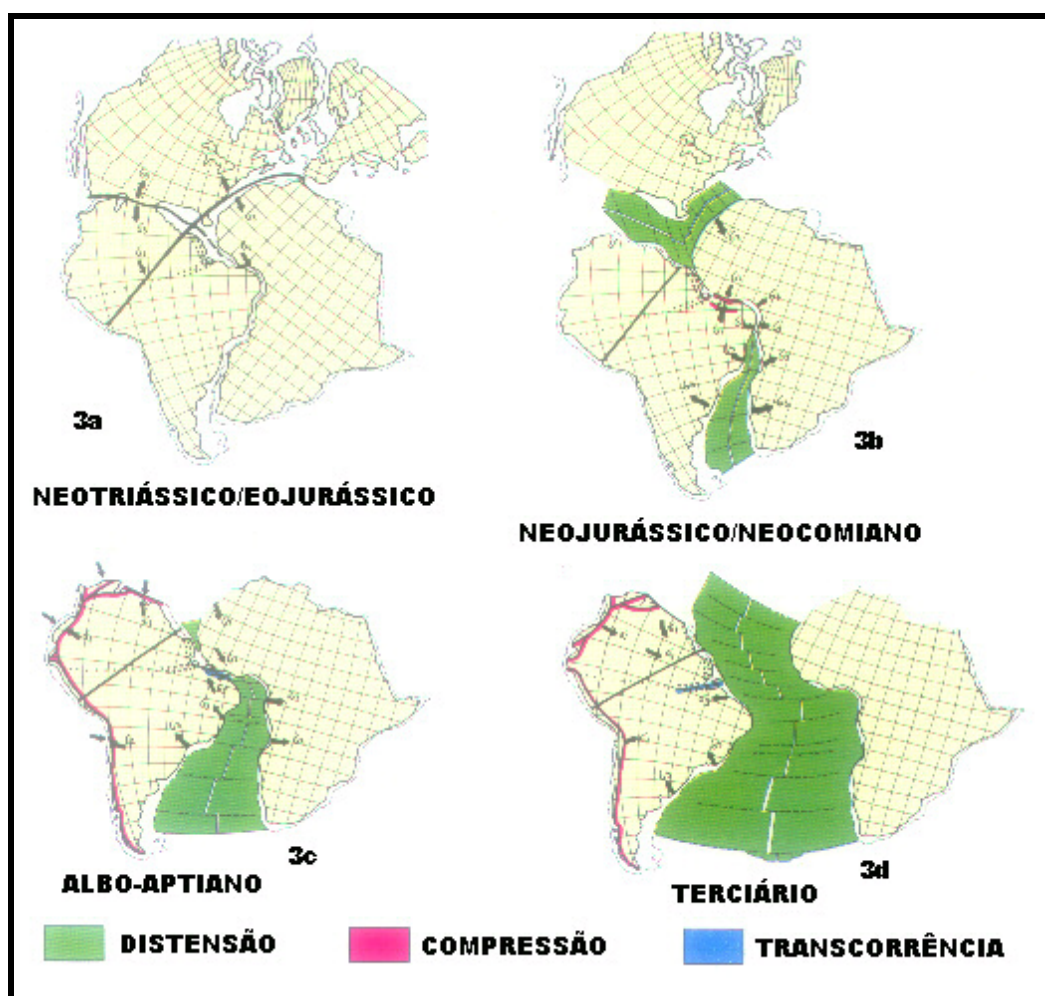 3a
3b
NEOTRIÁSSICO/EOJURÁSSICO
NEOJURÁSSICO/NEOCOMIANO
3c
3d
ALBO-APTIANO
TERCIÁRIO
DISTENSÃO
COMPRESSÃO
TRANSCORRÊNCIA